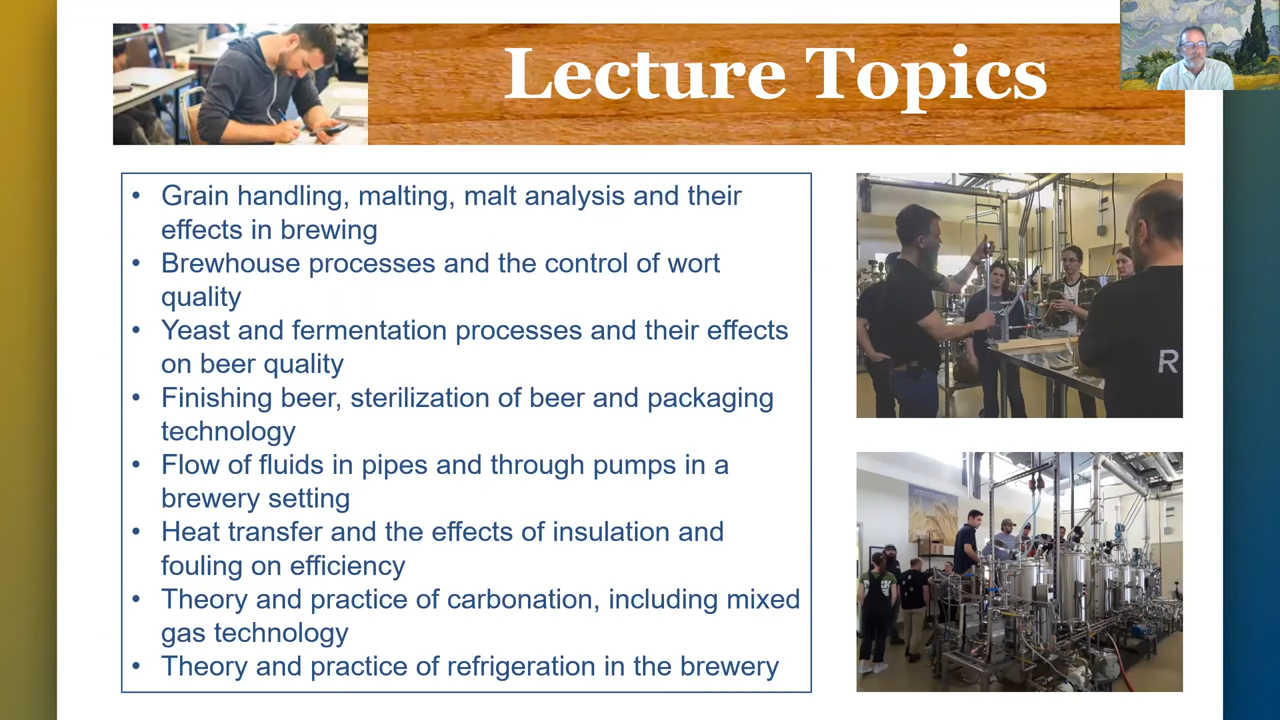 Lecture Topics
• Grain handling, malting, malt analysis and their
effects in brewing
• Brewhouse processes and the control of wort
quality
• Yeast and fermentation processes and their effects
on beer quality
• Finishing beer, sterilization of beer and packaging
technology
• Flow of fluids in pipes and through pumps in a
brewery setting
• Heat transfer and the effects of insulation and
fouling on efficiency
• Theory and practice of carbonation, including mixed
gas technology
• Theory and practice of refrigeration in the brewery
R